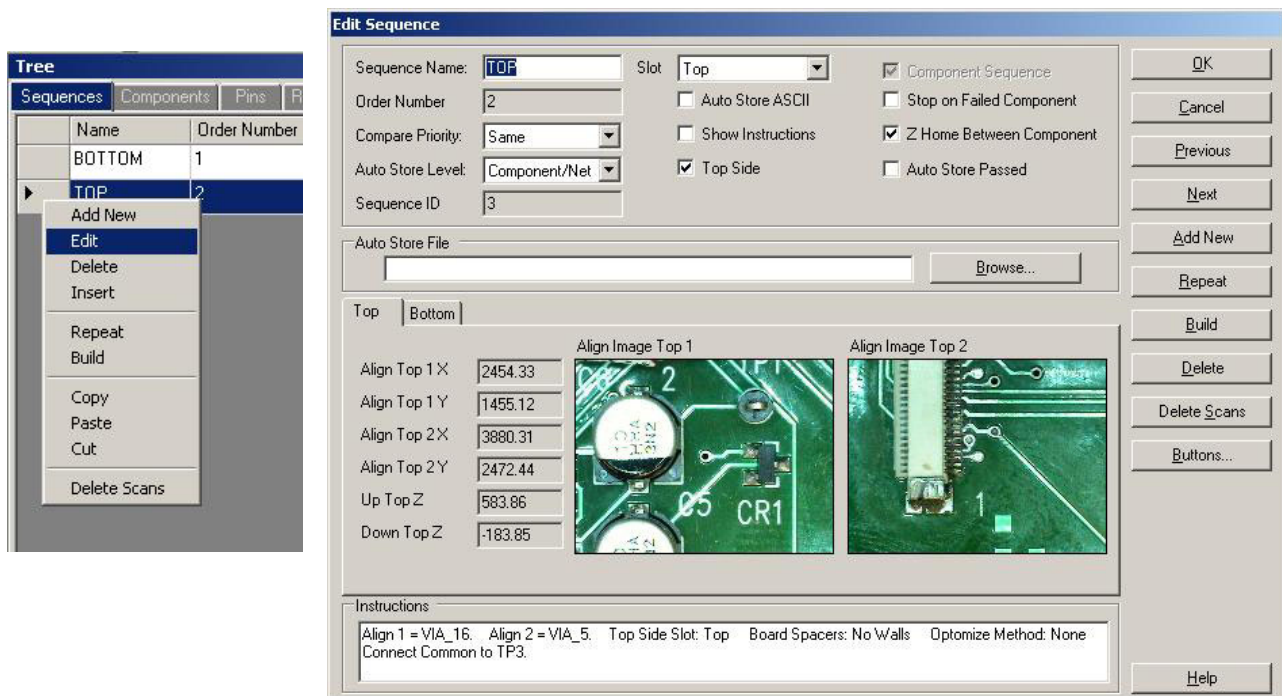 Tree
Sequences Components Pins R
Name Order Number
BOTTOM 1
TOP 2
Add New
Edit
Delete
Insert
Repeat
Build
Copy
Paste
Cut
Delete Scans
Edit Sequence
Sequence Name: TOP Slot Top Component Sequence
Order Number 2 Auto Store ASCII Stop on Failed Component
Compare Priority: Same Show Instructions Z Home Between Component
Auto Store Level: Component/Net Top Side Auto Store Passed
Sequence ID 3
Auto Store File
Browse...
Top Bottom
Align Image Top 1 Align Image Top 2
Align Top 1 X 2454.33
Align Top 1 Y 1455.12
Align Top 2 X 3880.31
Align Top 2 Y 2472.44
Up Top Z 583.86
Down Top Z -183.85
2
C5
CR1
1
Instructions
Align 1 = VIA_16. Align 2 = VIA_5. Top Side Slot: Top Board Spacers: No Walls Optomize Method: None
Connect Common to TP3.
OK
Cancel
Previous
Next
Add New
Repeat
Build
Delete
Delete Scans
Buttons...
Help